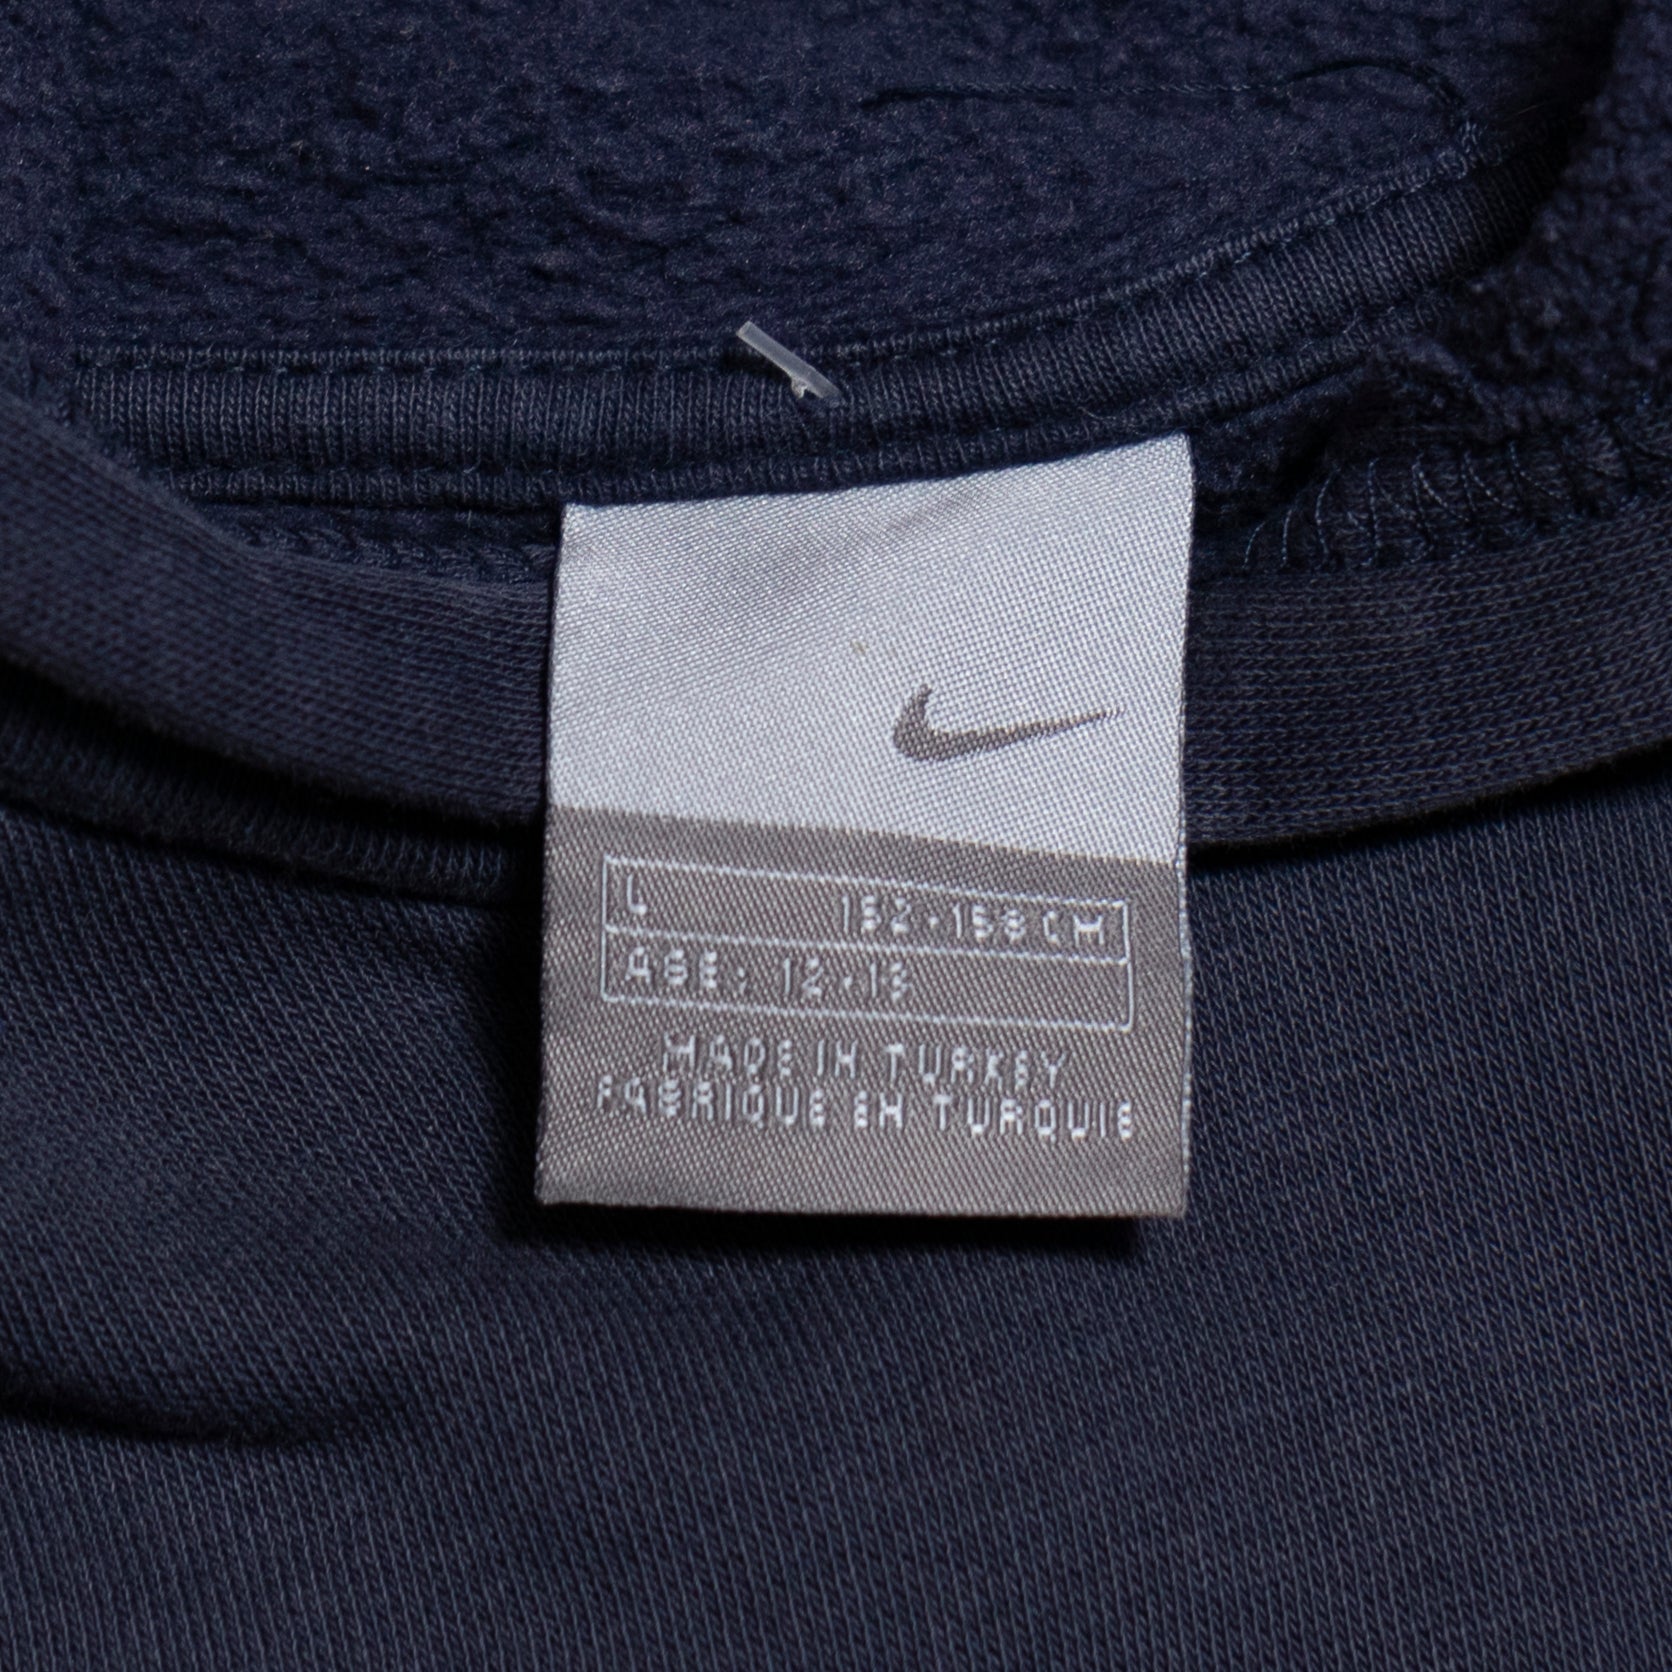 L 152-158 CM
AGE: 12-13
MADE IN TURKEY
FABRIQUE EN TURQUIE